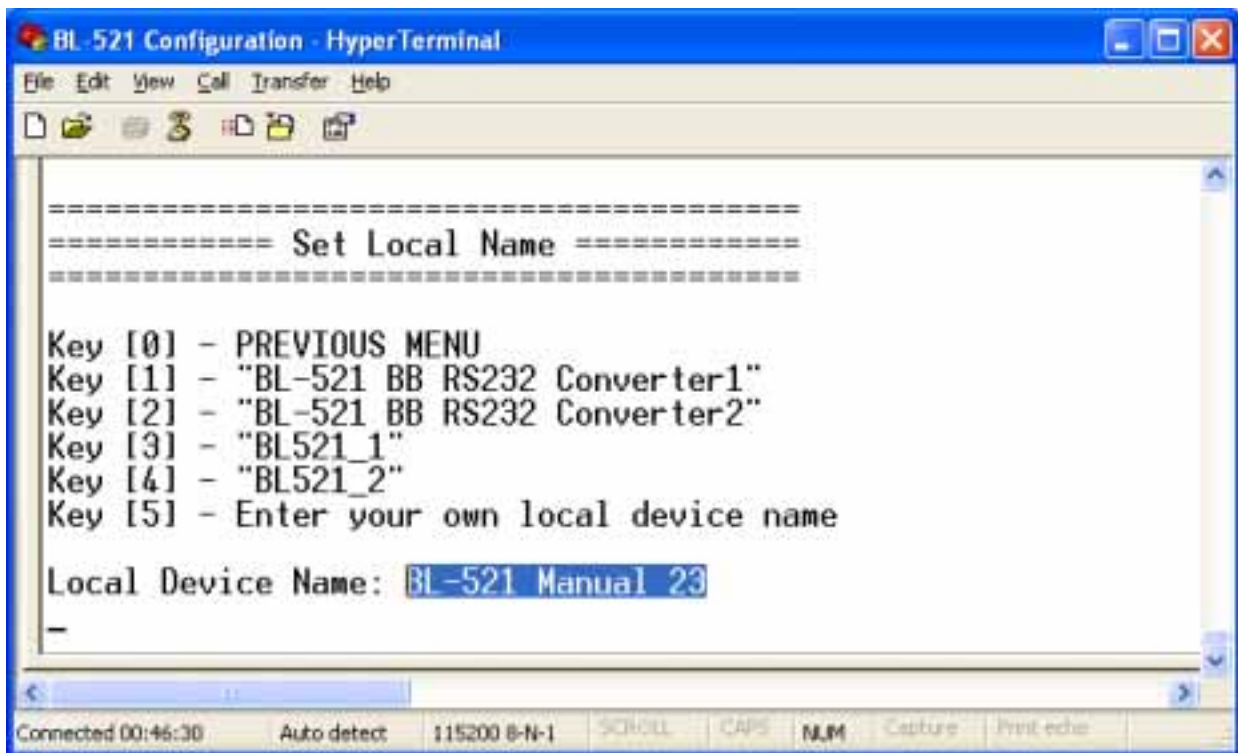 BL-521 Configuration - HyperTerminal
File Edit View Call Transfer Help
========================================
============ Set Local Name ============
========================================
Key [0] - PREVIOUS MENU
Key [1] - "BL-521 BB RS232 Converter1"
Key [2] - "BL-521 BB RS232 Converter2"
Key [3] - "BL521_1"
Key [4] - "BL521_2"
Key [5] - Enter your own local device name
Local Device Name: BL-521 Manual 23
_
Connected 00:46:30 Auto detect 115200 8-N-1 SCROLL CAPS NUM Capture Print echo